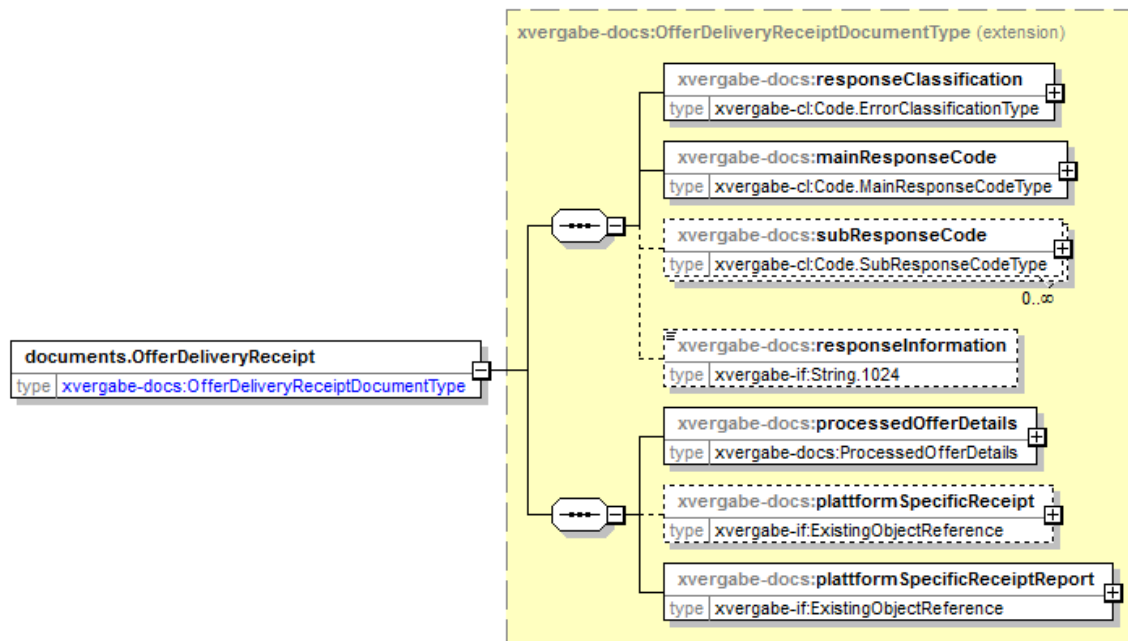 xvergabe-docs:OfferDeliveryReceiptDocumentType (extension)
xvergabe-docs:responseClassification
type xvergabe-cl:Code.ErrorClassificationType
xvergabe-docs:mainResponseCode
type xvergabe-cl:Code.MainResponseCodeType
xvergabe-docs:subResponseCode
type xvergabe-cl:Code.SubResponseCodeType
0..∞
xvergabe-docs:responseInformation
type xvergabe-if:String.1024
documents.OfferDeliveryReceipt
type xvergabe-docs:OfferDeliveryReceiptDocumentType
xvergabe-docs:processedOfferDetails
type xvergabe-docs:ProcessedOfferDetails
xvergabe-docs:plattformSpecificReceipt
type xvergabe-if:ExistingObjectReference
xvergabe-docs:plattformSpecificReceiptReport
type xvergabe-if:ExistingObjectReference